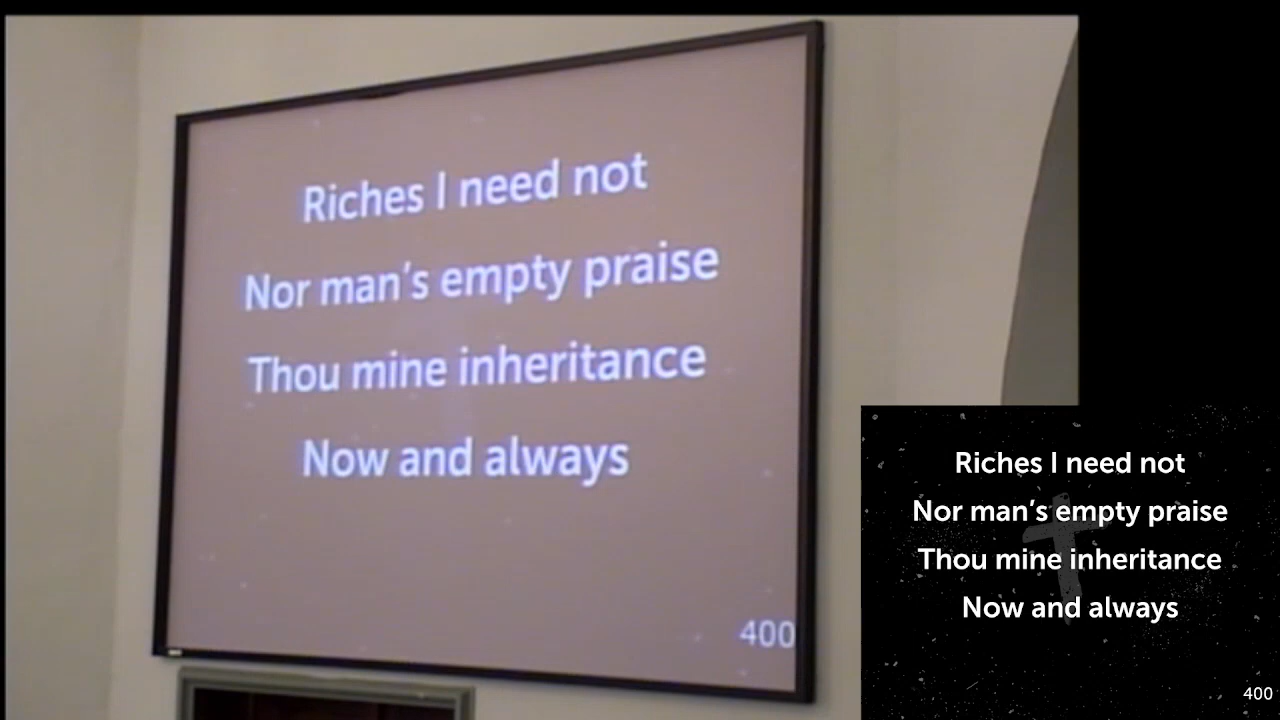 Riches I need not
Nor man's empty praise
Thou mine inheritance
Now and always
400
Riches I need not
Nor man's empty praise
Thou mine inheritance
Now and always
400